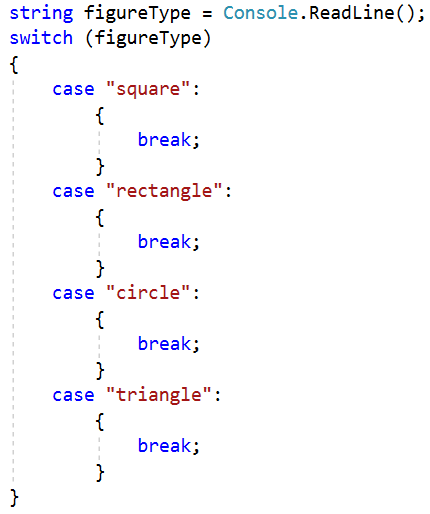 string figureType = Console.ReadLine();
switch (figureType)
{
    case "square":
        {
            break;
        }
    case "rectangle":
        {
            break;
        }
    case "circle":
        {
            break;
        }
    case "triangle":
        {
            break;
        }
}